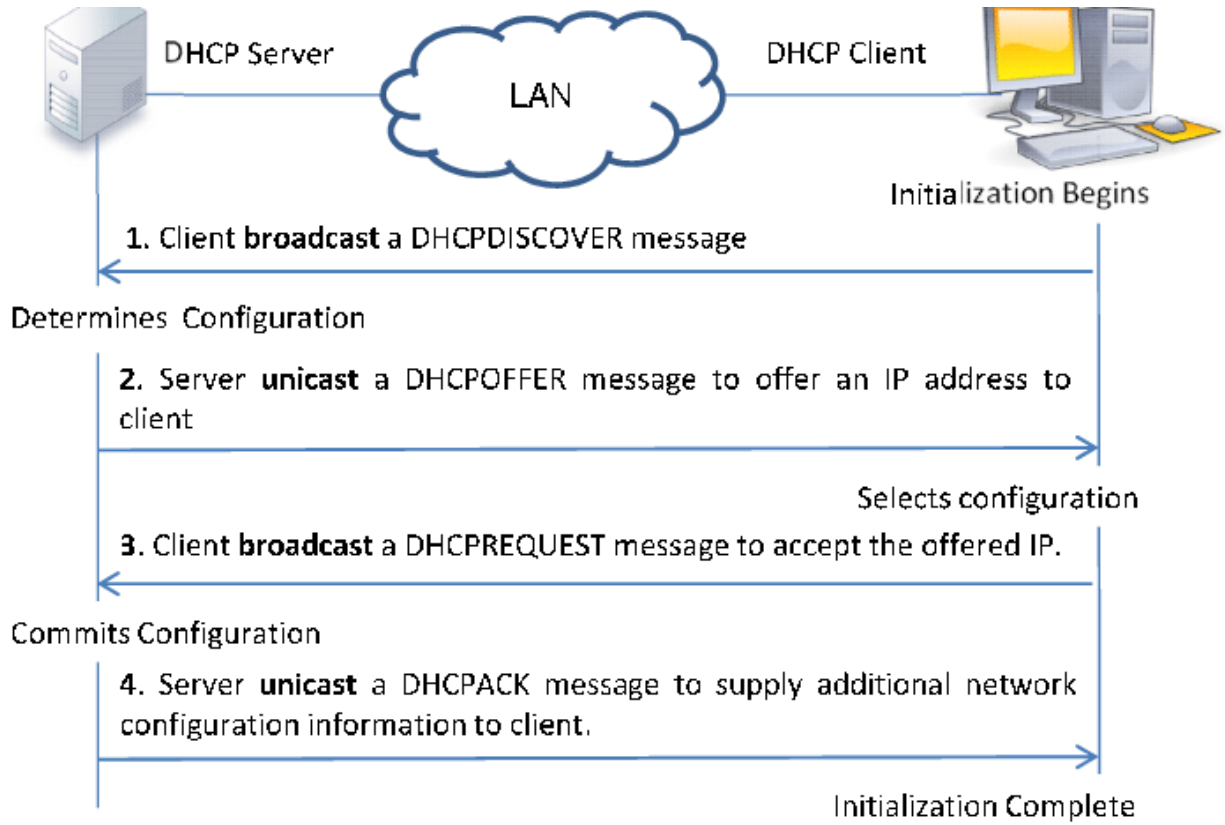 DHCP Server
LAN
DHCP Client
Initialization Begins
1. Client broadcast a DHCPDISCOVER message
Determines Configuration
2. Server unicast a DHCPOFFER message to offer an IP address to
client
Selects configuration
3. Client broadcast a DHCPREQUEST message to accept the offered IP.
Commits Configuration
4. Server unicast a DHCPACK message to supply additional network
configuration information to client.
Initialization Complete